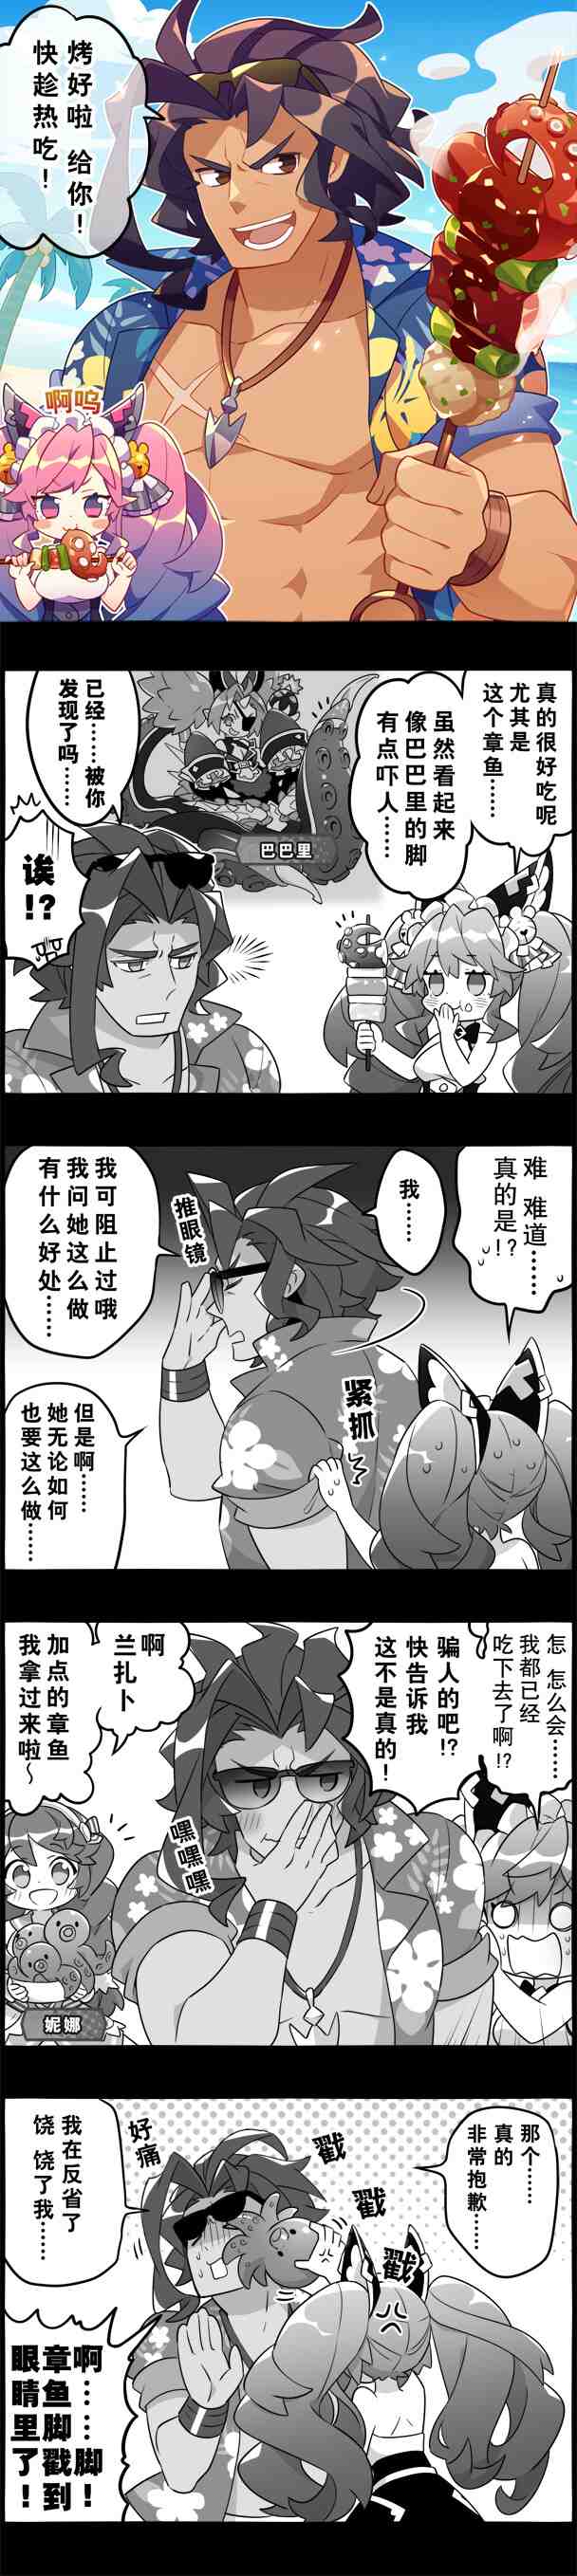 烤好啦 给你！
快趁热吃！
啊呜
真的很好吃呢
尤其是
这个章鱼……
虽然看起来
像巴巴里的脚
有点吓人……
巴巴里
已经……被你
发现了吗……
诶!?
难 难道……
真的是!?
我……
推眼镜
紧抓
我可阻止过哦
我问她这么做
有什么好处……
但是啊……
她无论如何
也要这么做……
怎 怎么会……
我都已经
吃下去了啊!?
骗人的吧!?
快告诉我
这不是真的！
嘿嘿嘿
啊
兰扎卜
加点的章鱼
我拿过来啦～
妮娜
那个……
真的
非常抱歉……
戳
戳
戳
好痛
我在反省了
饶 饶了我……
啊……脚！
章鱼脚戳到
眼睛里了！